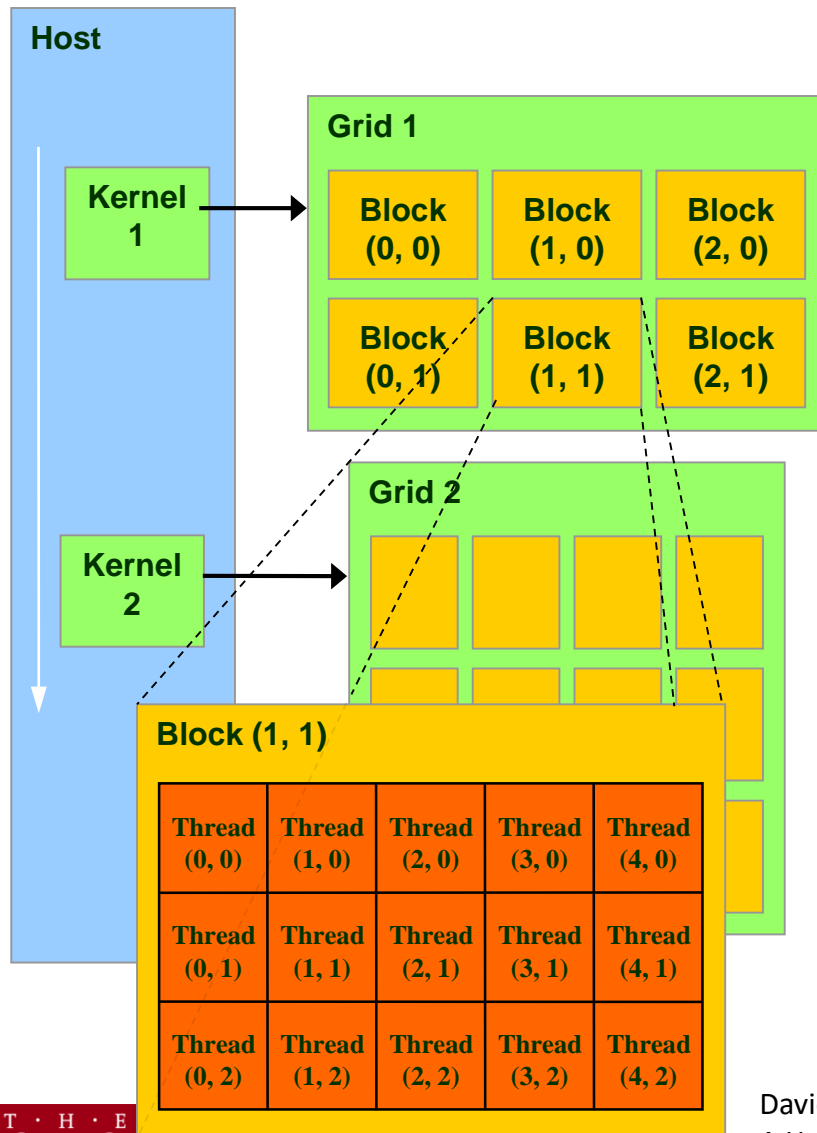 Host
Grid 1
Kernel
1
Block
(0, 0)
Block
(1, 0)
Block
(2, 0)
Block
(0, 1)
Block
(1, 1)
Block
(2, 1)
Grid 2
Kernel
2
Block (1, 1)
Thread
(0, 0)
Thread
(1, 0)
Thread
(2, 0)
Thread
(3, 0)
Thread
(4, 0)
Thread
(0, 1)
Thread
(1, 1)
Thread
(2, 1)
Thread
(3, 1)
Thread
(4, 1)
Thread
(0, 2)
Thread
(1, 2)
Thread
(2, 2)
Thread
(3, 2)
Thread
(4, 2)
T · H · E
Davi